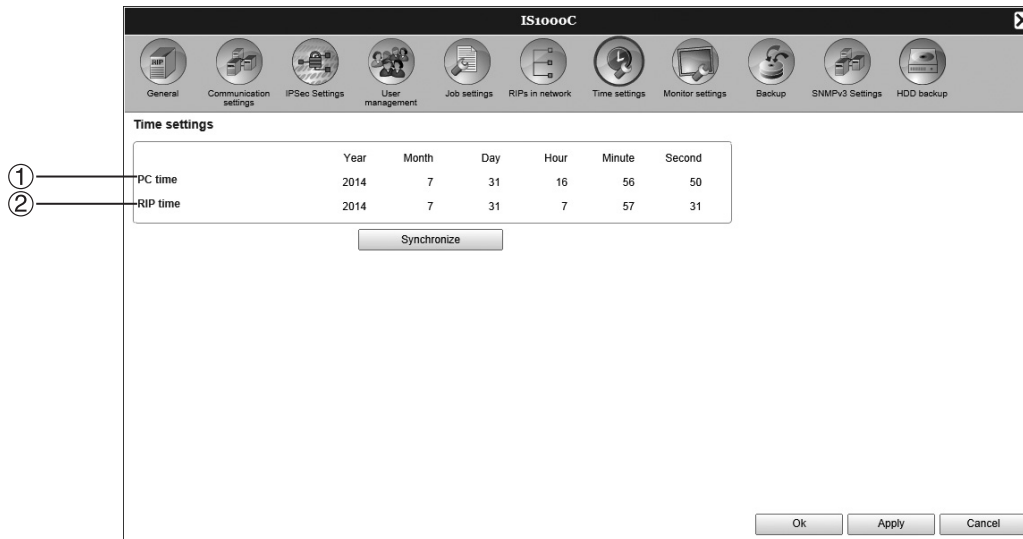 IS1000C
RIP
General
Communication settings
IPSec Settings
User management
Job settings
RIPs in network
Time settings
Monitor settings
Backup
SNMPv3 Settings
HDD backup
Time settings
Year Month Day Hour Minute Second
① PC time 2014 7 31 16 56 50
② RIP time 2014 7 31 7 57 31
Synchronize
Ok Apply Cancel